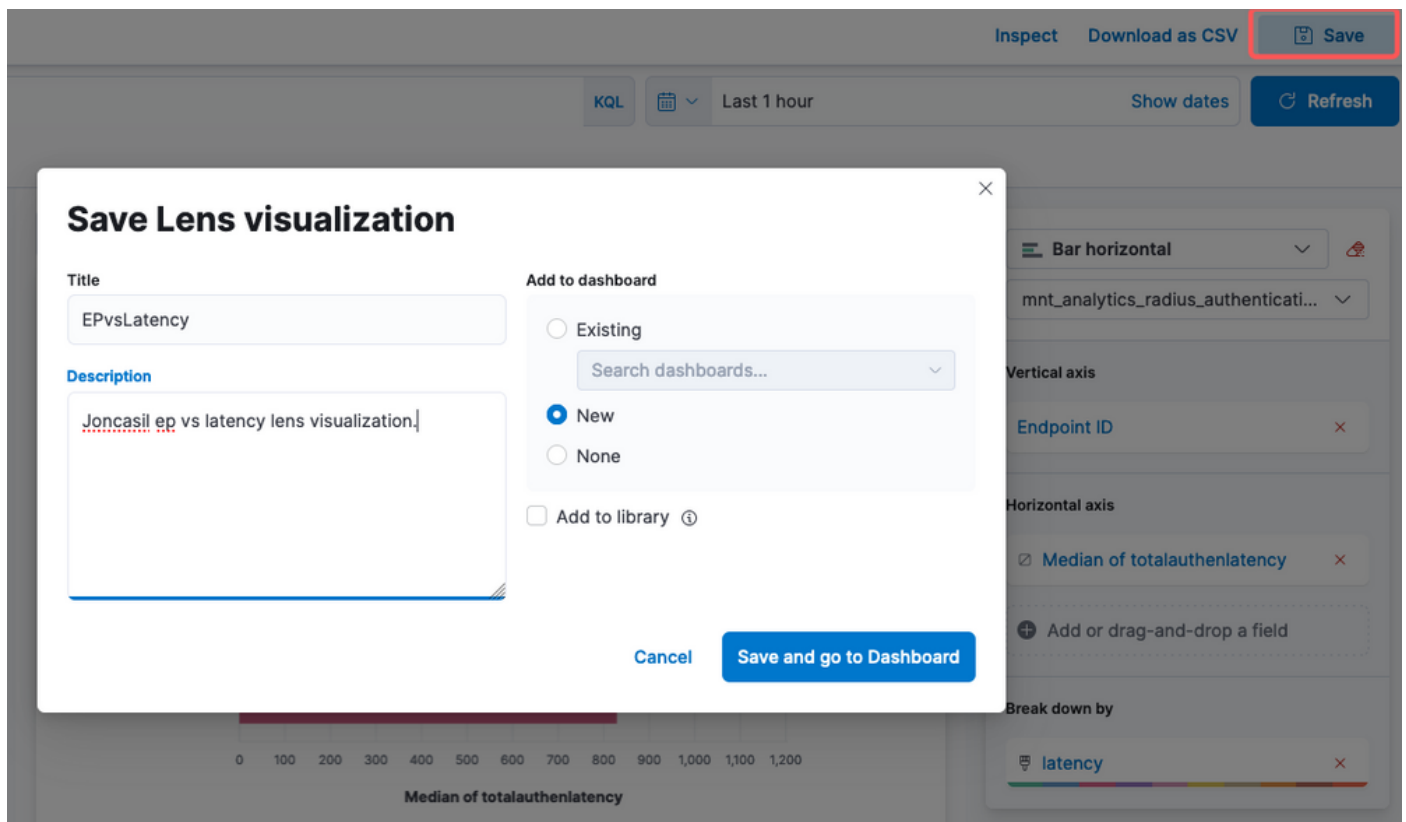 Inspect Download as CSV Save
KQL Last 1 hour Show dates Refresh
Save Lens visualization
Title
EPvsLatency
Description
Joncasil ep vs latency lens visualization.
Add to dashboard
Existing
Search dashboards...
New
None
Add to library
Cancel Save and go to Dashboard
Bar horizontal
mnt_analytics_radius_authenticati...
Vertical axis
Endpoint ID
Horizontal axis
Median of totalauthenlatency
Add or drag-and-drop a field
Break down by
latency
0 100 200 300 400 500 600 700 800 900 1,000 1,100 1,200
Median of totalauthenlatency